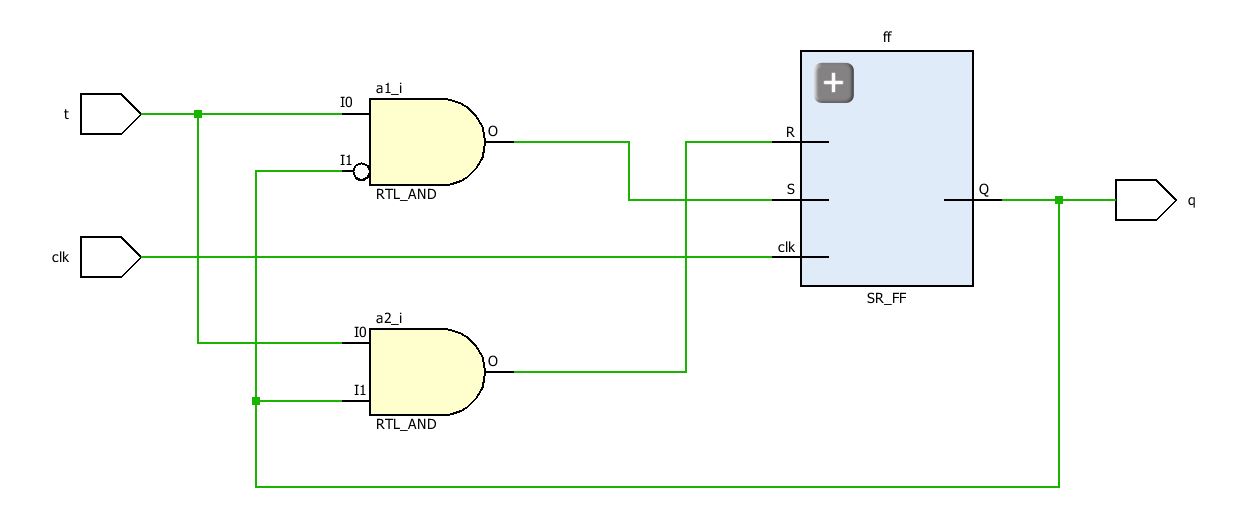 ff
a1_i
t
I0
I1
O
RTL_AND
R
S
Q
q
clk
clk
SR_FF
a2_i
I0
I1
O
RTL_AND